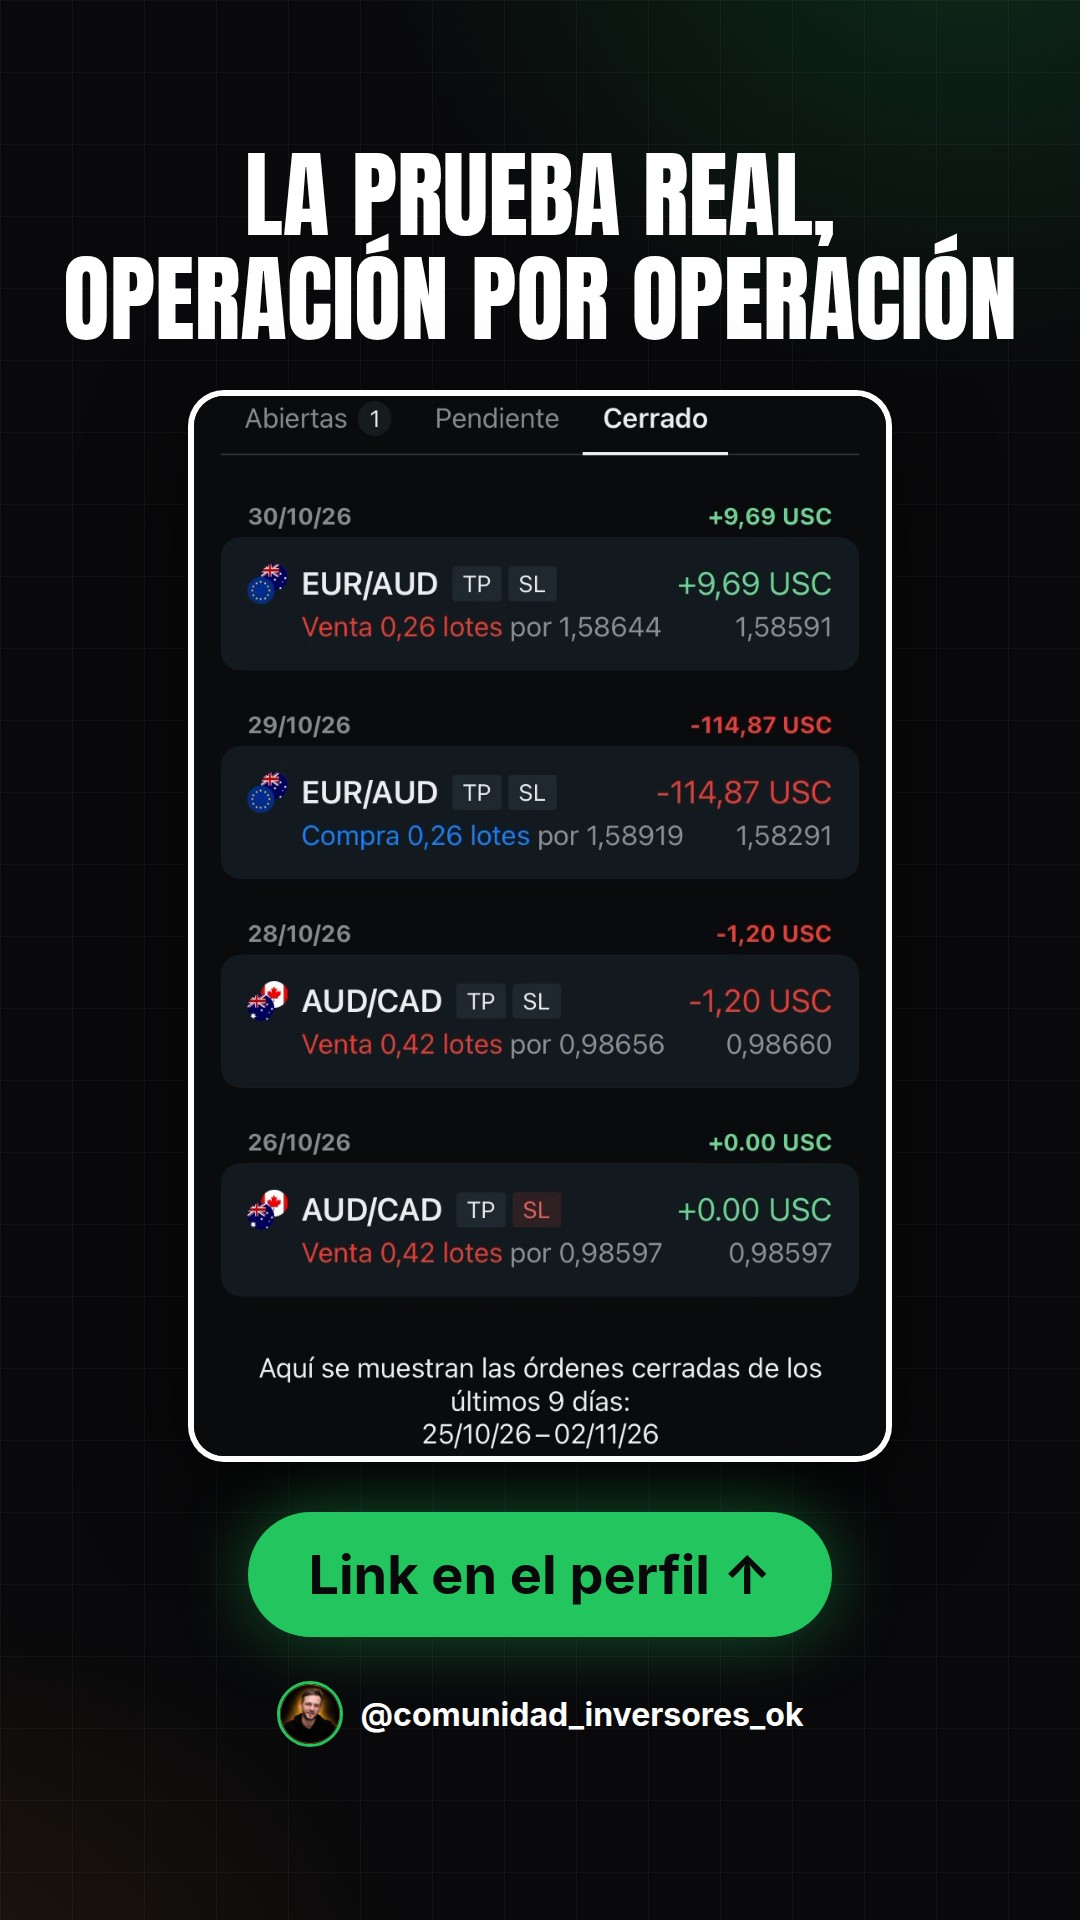 LA PRUEBA REAL,
OPERACIÓN POR OPERACIÓN
Abiertas 1 Pendiente Cerrado
30/10/26 +9,69 USC
EUR/AUD TP SL +9,69 USC
Venta 0,26 lotes por 1,58644 1,58591
29/10/26 -114,87 USC
EUR/AUD TP SL -114,87 USC
Compra 0,26 lotes por 1,58919 1,58291
28/10/26 -1,20 USC
AUD/CAD TP SL -1,20 USC
Venta 0,42 lotes por 0,98656 0,98660
26/10/26 +0.00 USC
AUD/CAD TP SL +0.00 USC
Venta 0,42 lotes por 0,98597 0,98597
Aquí se muestran las órdenes cerradas de los
últimos 9 días:
25/10/26 – 02/11/26
Link en el perfil ↑
@comunidad_inversores_ok